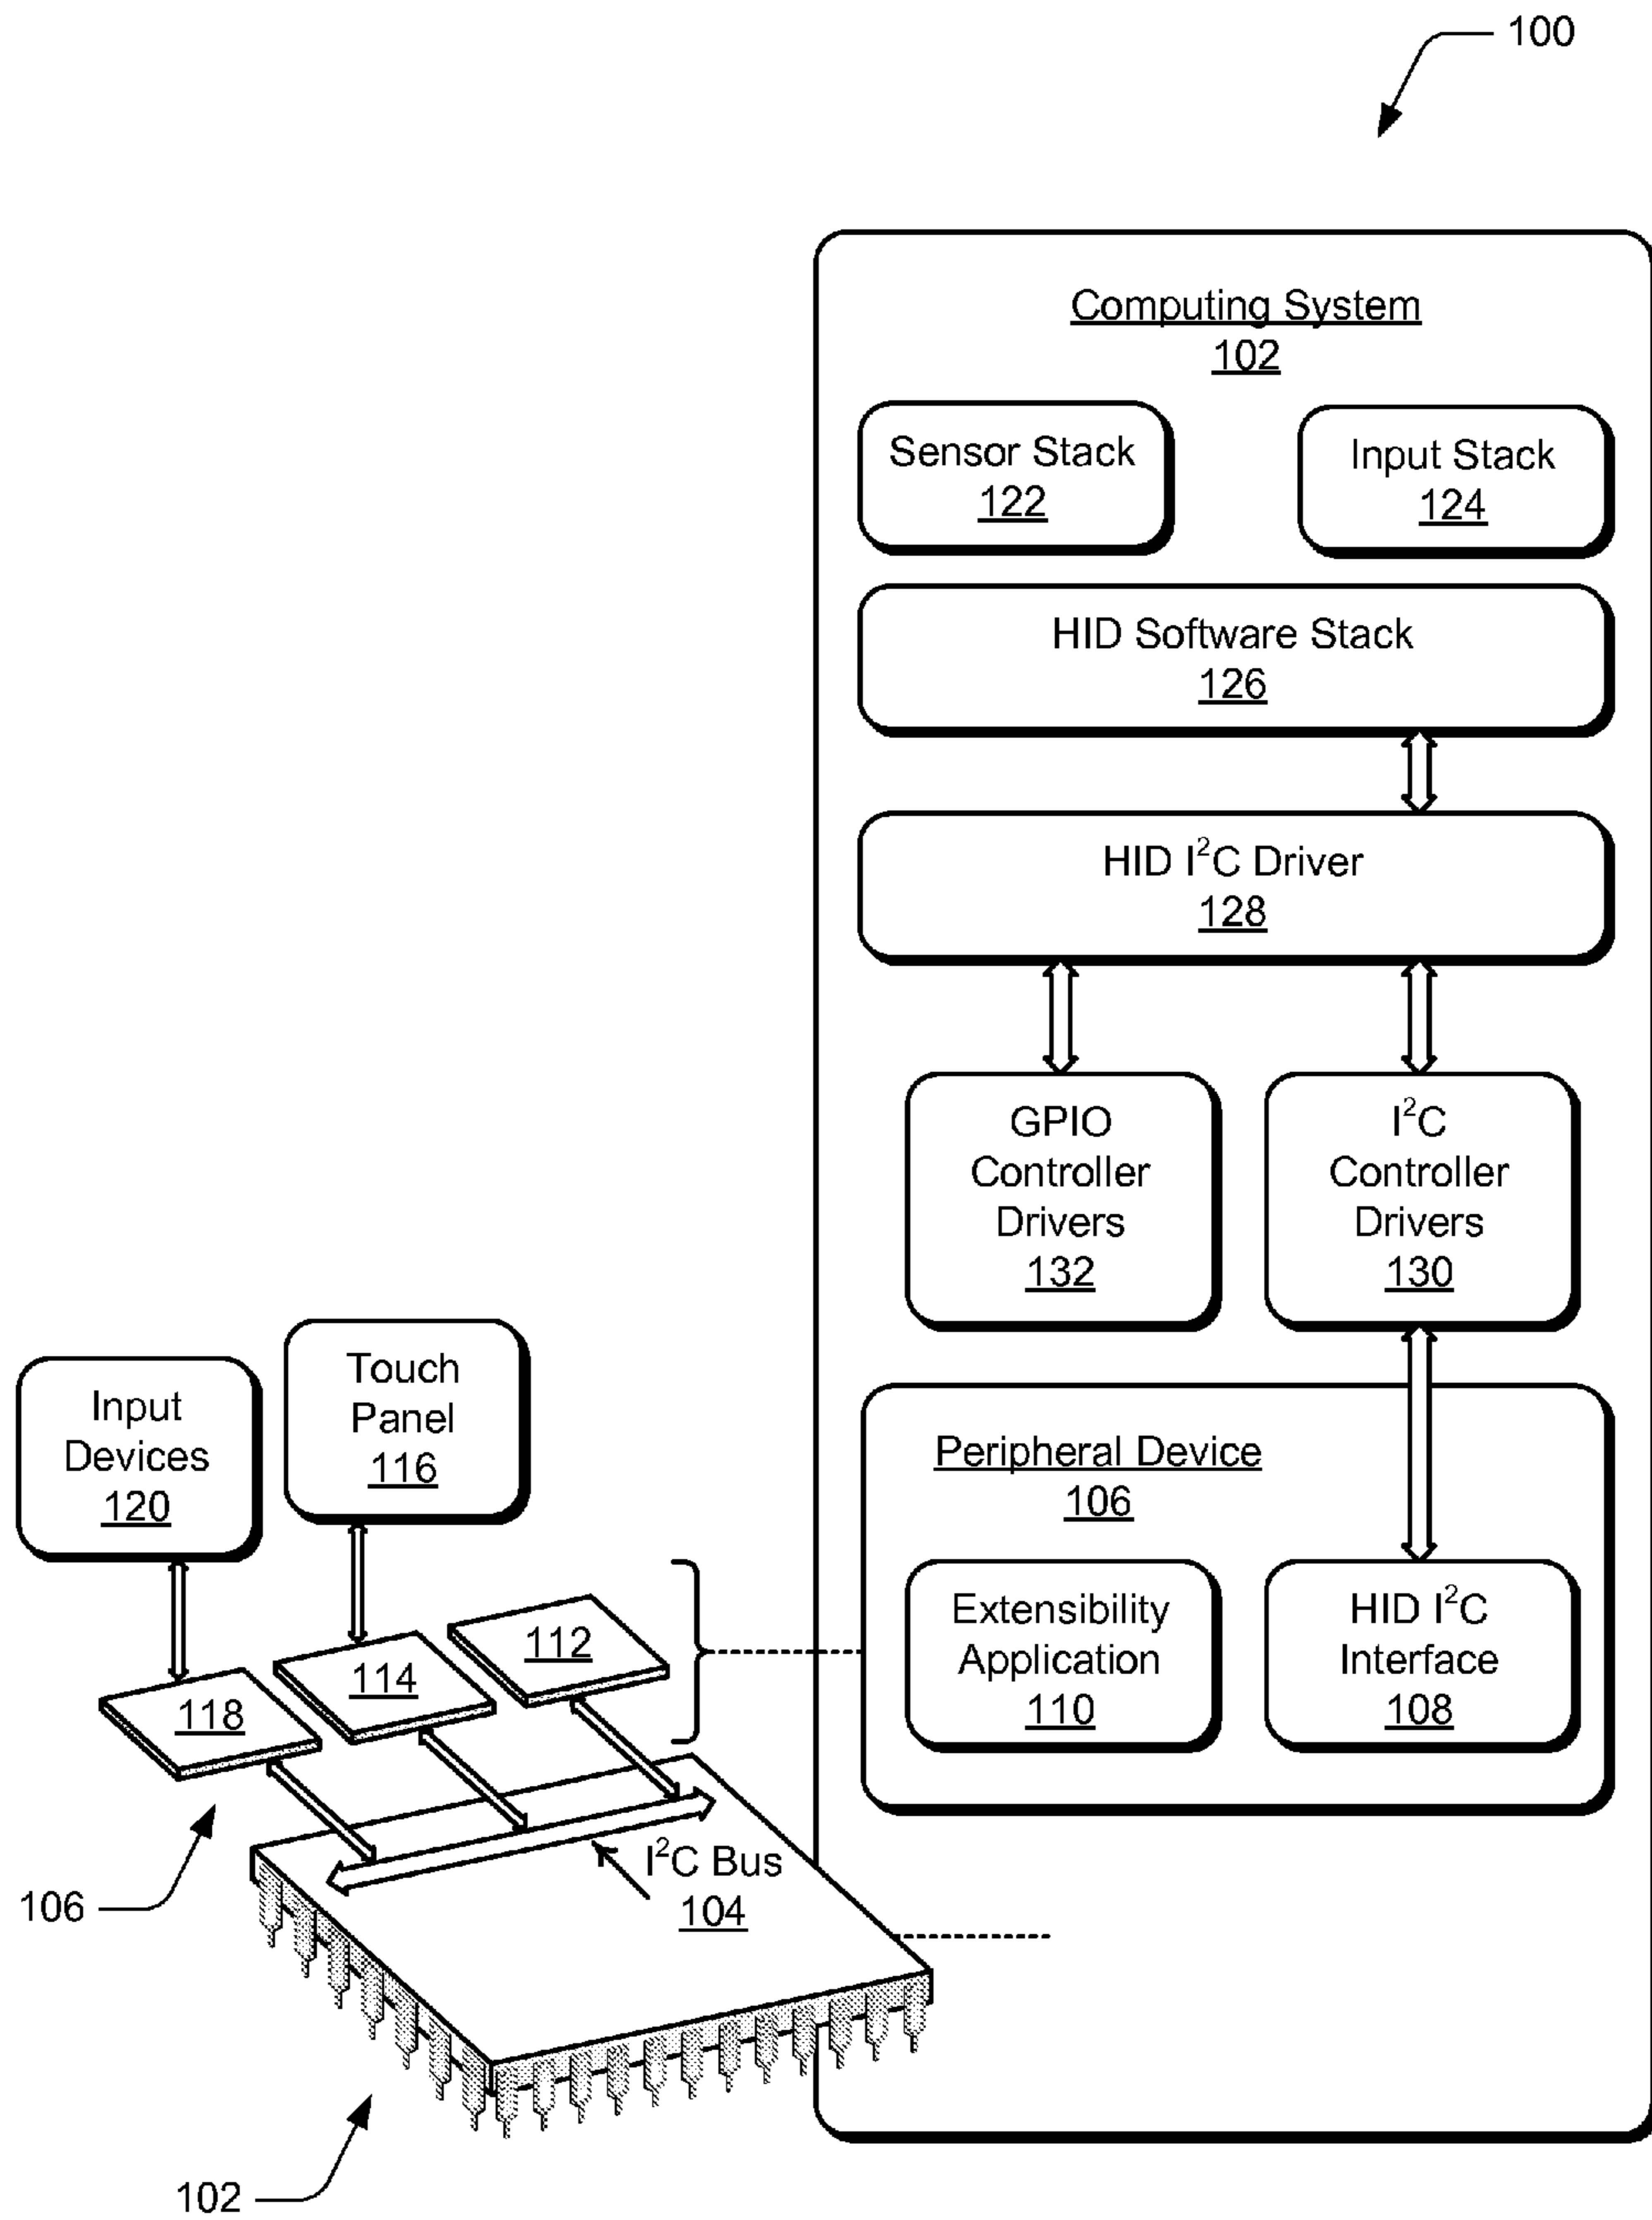 100
Computing System
102
Sensor Stack
122
Input Stack
124
HID Software Stack
126
HID I²C Driver
128
GPIO
Controller
Drivers
132
I²C
Controller
Drivers
130
Peripheral Device
106
Extensibility
Application
110
HID I²C
Interface
108
Input
Devices
120
Touch
Panel
116
112
114
118
106
I²C Bus
104
102